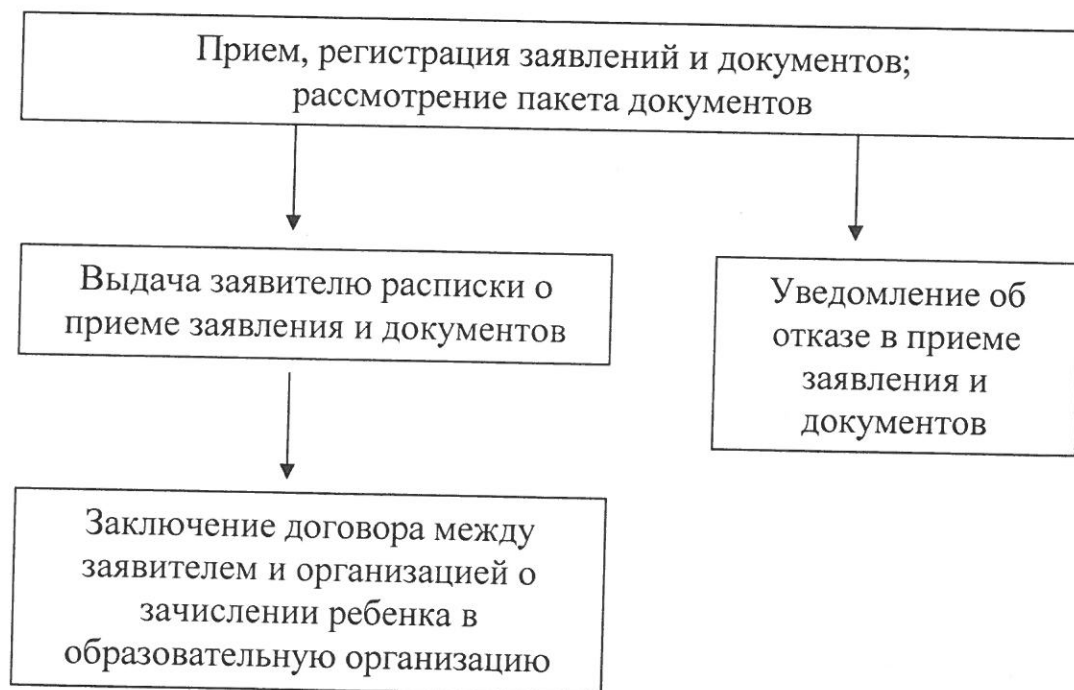 Прием, регистрация заявлений и документов;
рассмотрение пакета документов
Выдача заявителю расписки о
приеме заявления и документов
Уведомление об
отказе в приеме
заявления и
документов
Заключение договора между
заявителем и организацией о
зачислении ребенка в
образовательную организацию